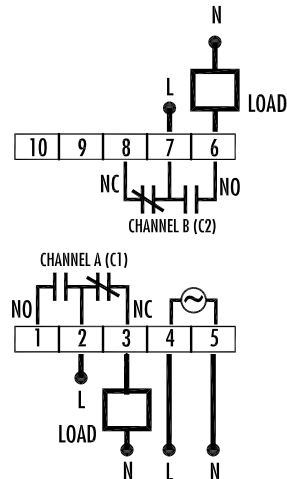 N
L
LOAD
10 9 8 7 6
NC NO
CHANNEL B (C2)
CHANNEL A (C1)
NO NC
1 2 3 4 5
L
LOAD
N L N